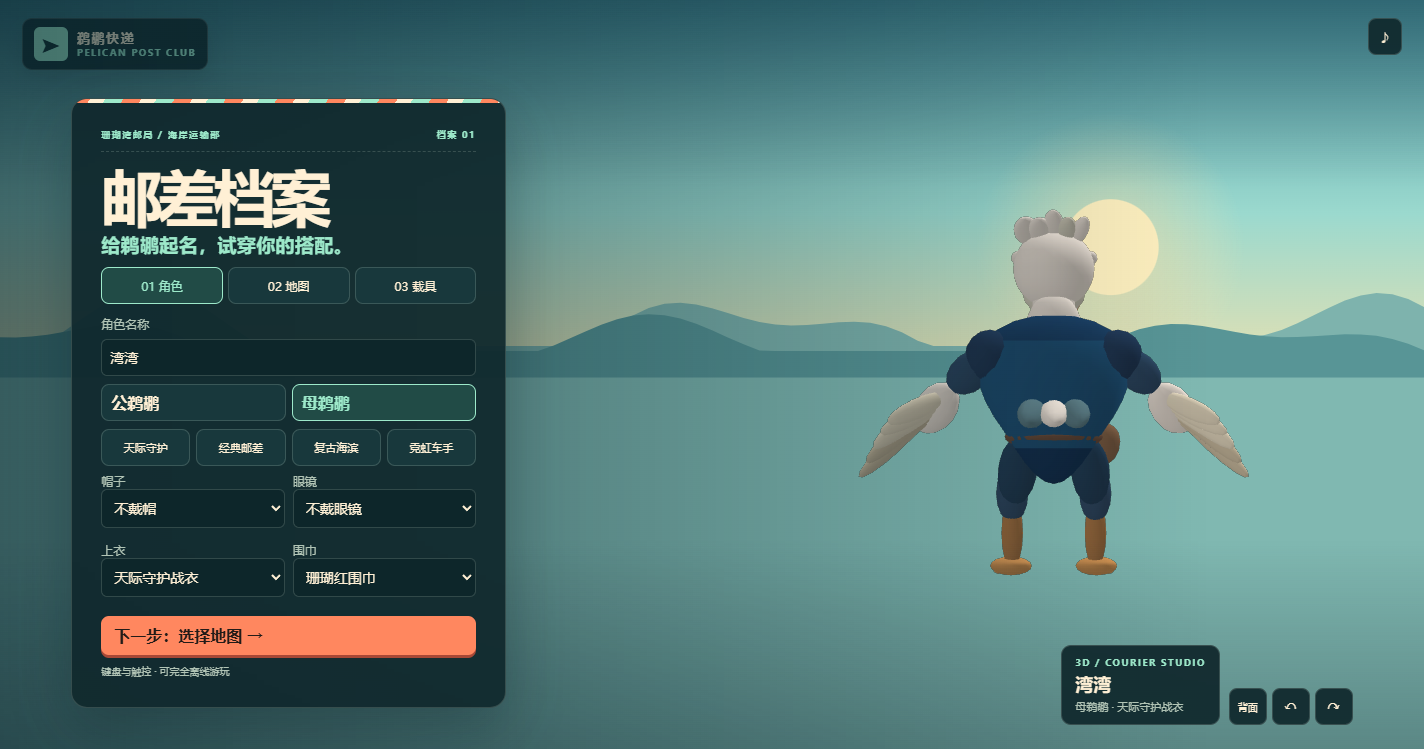 鹈鹕快递
PELICAN POST CLUB
♪
珊瑚湾邮局 / 海岸运输部
档案 01
邮差档案
给鹈鹕起名，试穿你的搭配。
01 角色
02 地图
03 载具
角色名称
湾湾
公鹈鹕
母鹈鹕
天际守护
经典邮差
复古海滨
霓虹车手
帽子
眼镜
不戴帽
不戴眼镜
上衣
围巾
天际守护战衣
珊瑚红围巾
下一步：选择地图 →
键盘与触控 · 可完全离线游玩
3D / COURIER STUDIO
湾湾
母鹈鹕 · 天际守护战衣
背面
↶
↷